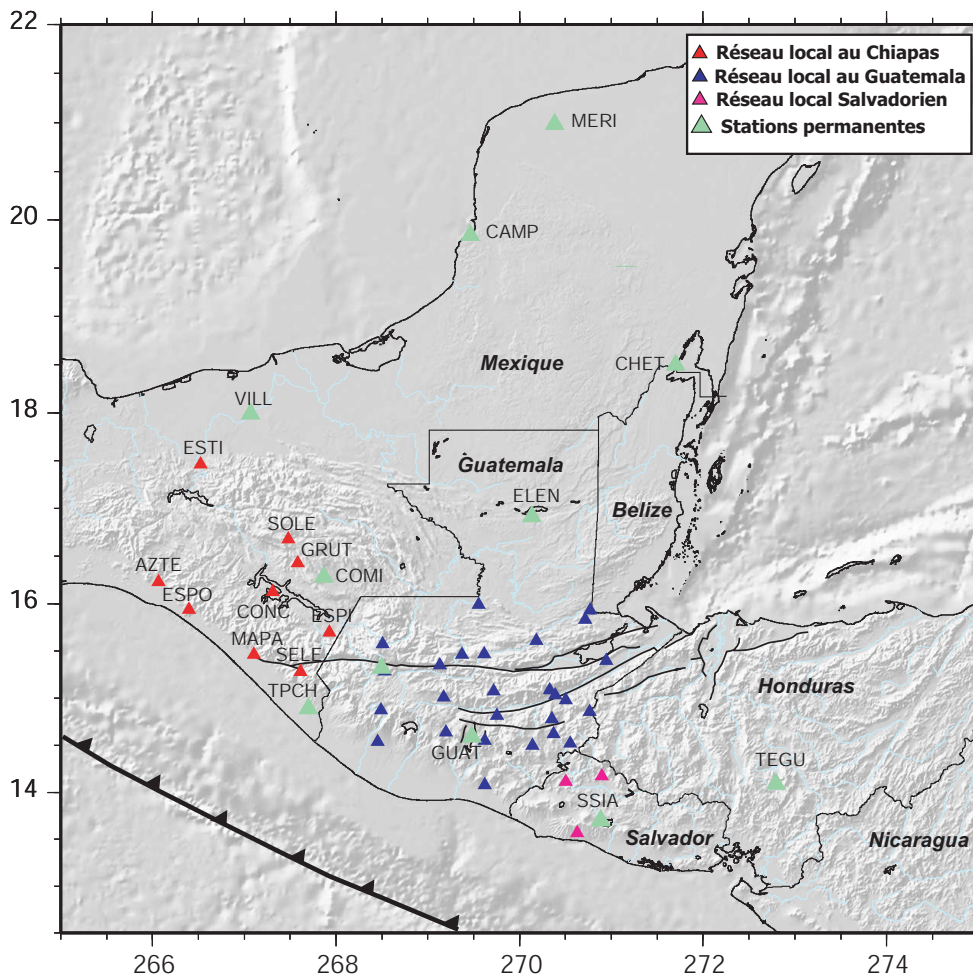 22
Réseau local au Chiapas
Réseau local au Guatemala
Réseau local Salvadorien
Stations permanentes
MERI
20
CAMP
Mexique
CHET
VILL
18
ESTI
Guatemala
ELEN
Belize
SOLE
GRUT
AZTE
COMI
ESPO
16
CONC
ESPI
MAPA
SELE
TPCH
Honduras
GUAT
TEGU
14
SSIA
Salvador
Nicaragua
266
268
270
272
274